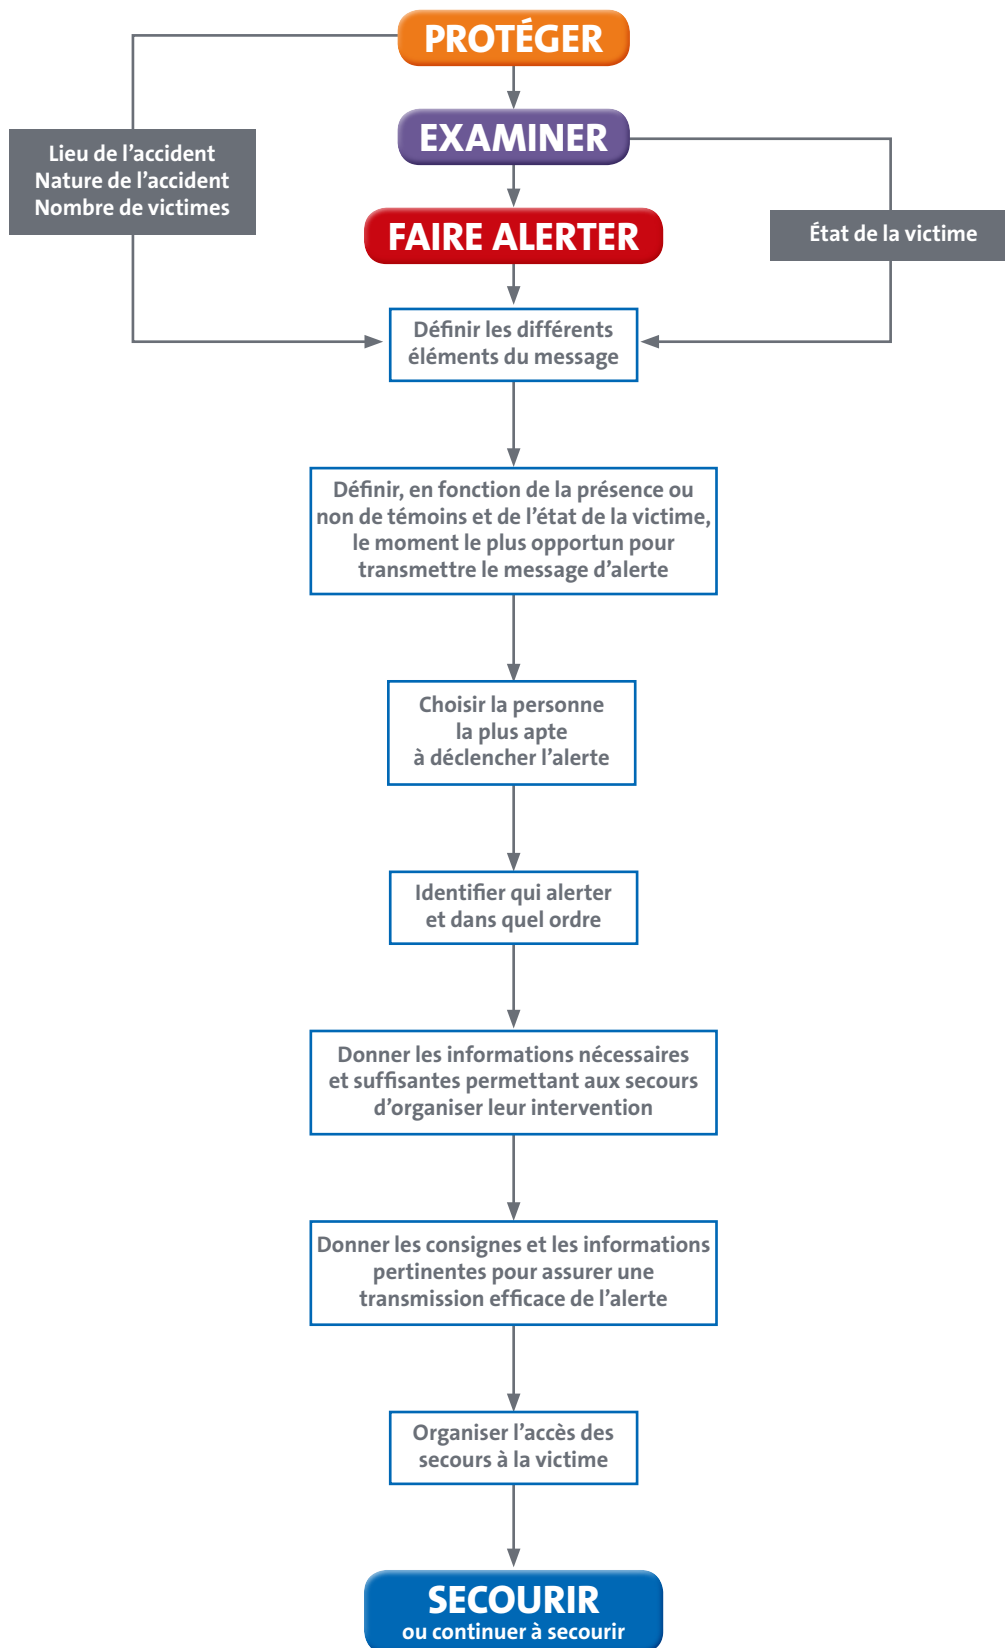 PROTÉGER
EXAMINER
Lieu de l’accident
Nature de l’accident
Nombre de victimes
FAIRE ALERTER
État de la victime
Définir les différents
éléments du message
Définir, en fonction de la présence ou
non de témoins et de l’état de la victime,
le moment le plus opportun pour
transmettre le message d’alerte
Choisir la personne
la plus apte
à déclencher l’alerte
Identifier qui alerter
et dans quel ordre
Donner les informations nécessaires
et suffisantes permettant aux secours
d’organiser leur intervention
Donner les consignes et les informations
pertinentes pour assurer une
transmission efficace de l’alerte
Organiser l’accès des
secours à la victime
SECOURIR
ou continuer à secourir